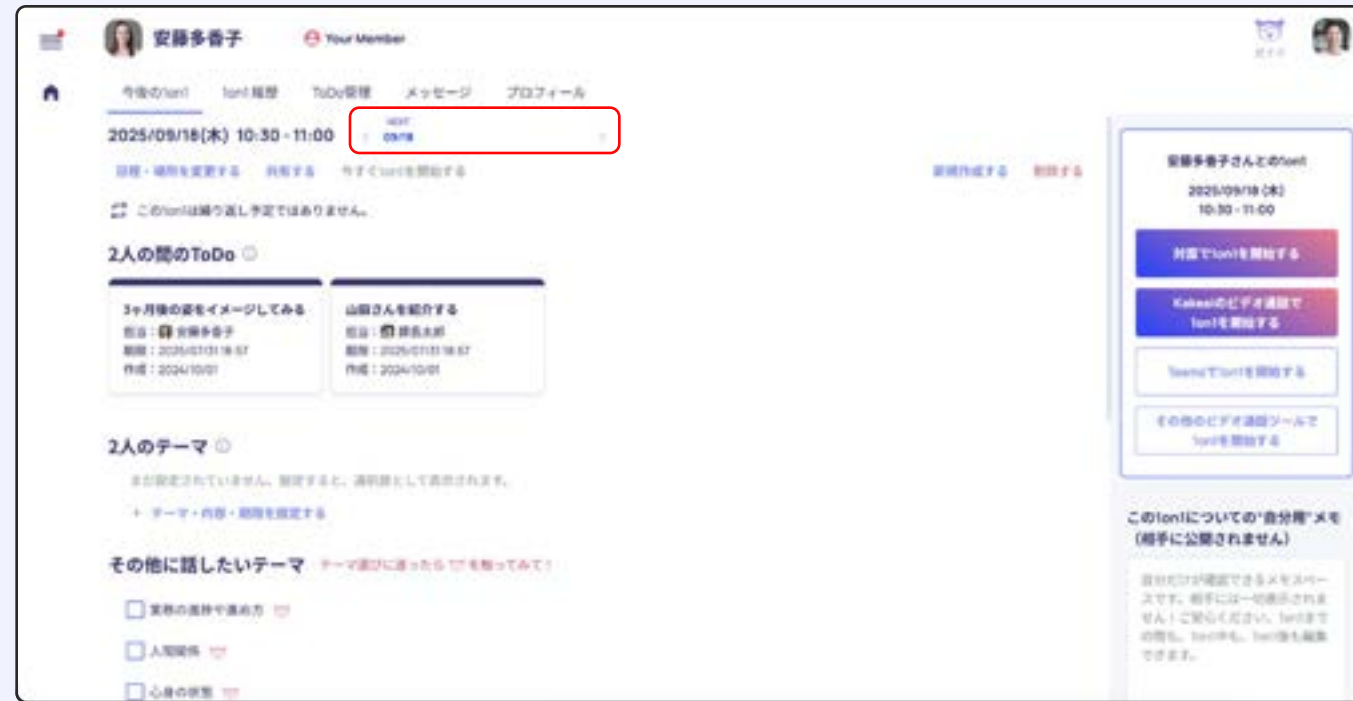 安藤多香子
Your Member
今後の1on1 1on1履歴 ToDo管理 メッセージ プロフィール
2025/09/18(木) 10:30 - 11:00
NEXT
09/18
日程・場所を変更する 共有する 今すぐ1on1を開始する
新規作成する 削除する
この1on1は繰り返し予定ではありません。
2人の間のToDo
3ヶ月後の姿をイメージしてみる
担当：安藤多香子
期限：2025/07/31 18:57
作成：2024/10/01
山田さんを紹介する
期限：2025/07/31 18:57
作成：2024/10/01
2人のテーマ
まだ設定されていません。設定すると、選択肢として表示されます。
+ テーマ・内容・期限を設定する
その他に話したいテーマ
テーマ選びに迷ったら を触ってみて！
業務の進捗や進め方
人間関係
心身の状態
安藤多香子さんとの1on1
2025/09/18 (木)
10:30 - 11:00
対面で1on1を開始する
Kakeaiのビデオ通話で
1on1を開始する
Teamsで1on1を開始する
その他のビデオ通話ツールで
1on1を開始する
この1on1についての"自分用"メモ
(相手に公開されません)
自分だけが確認できるメモスペー
スです。相手には一切表示されま
せん！ご安心ください。1on1まで
の間も、1on1中も、1on1後も編集
できます。